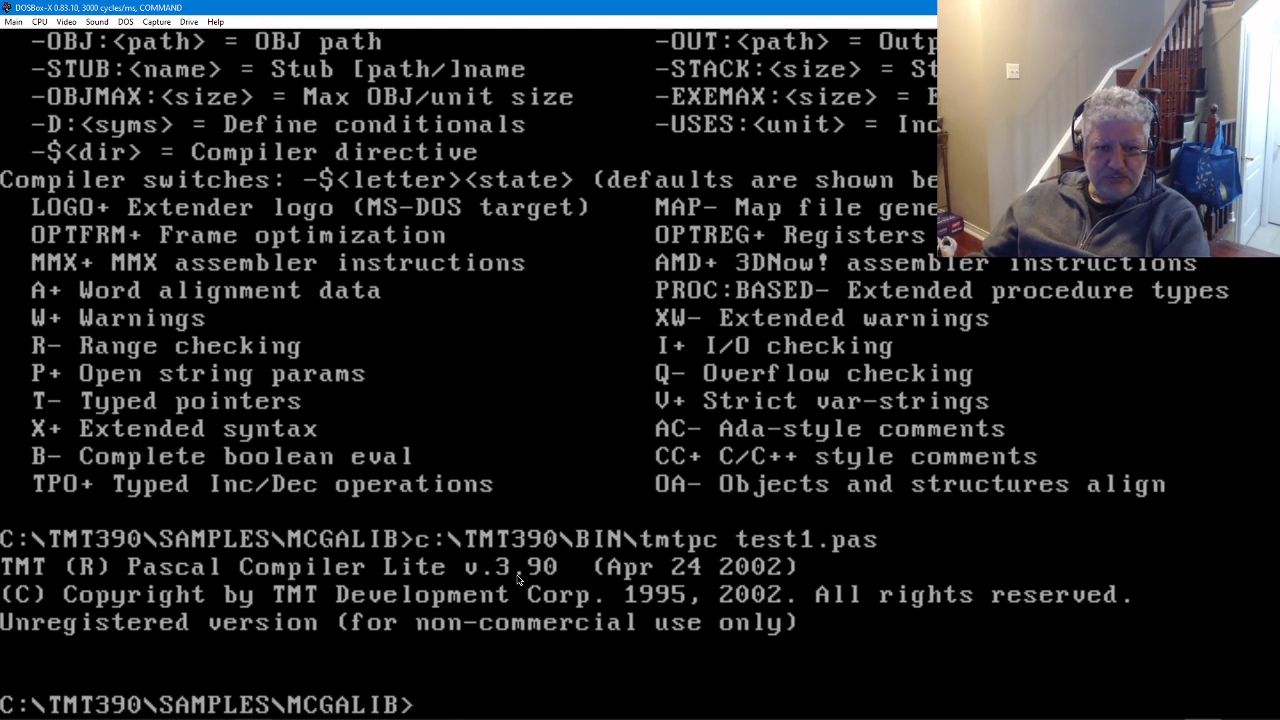 DOSBox-X 0.83.10, 3000 cycles/ms, COMMAND
Main CPU Video Sound DOS Capture Drive Help
-OBJ:<path> = OBJ path -OUT:<path> = Outp
-STUB:<name> = Stub [path/]name -STACK:<size> = St
-OBJMAX:<size> = Max OBJ/unit size -EXEMAX:<size> = E
-D:<syms> = Define conditionals -USES:<unit> = Inc
-$<dir> = Compiler directive
Compiler switches: -$<letter><state> (defaults are shown be
LOGO+ Extender logo (MS-DOS target) MAP- Map file gene
OPTFRM+ Frame optimization OPTREG+ Registers
MMX+ MMX assembler instructions AMD+ 3DNow! assembler instructions
A+ Word alignment data PROC:BASED- Extended procedure types
W+ Warnings XW- Extended warnings
R- Range checking I+ I/O checking
P+ Open string params Q- Overflow checking
T- Typed pointers V+ Strict var-strings
X+ Extended syntax AC- Ada-style comments
B- Complete boolean eval CC+ C/C++ style comments
TPO+ Typed Inc/Dec operations OA- Objects and structures align
C:\TMT390\SAMPLES\MCGALIB>c:\TMT390\BIN\tmtpc test1.pas
TMT (R) Pascal Compiler Lite v.3.90 (Apr 24 2002)
(C) Copyright by TMT Development Corp. 1995, 2002. All rights reserved.
Unregistered version (for non-commercial use only)
C:\TMT390\SAMPLES\MCGALIB>